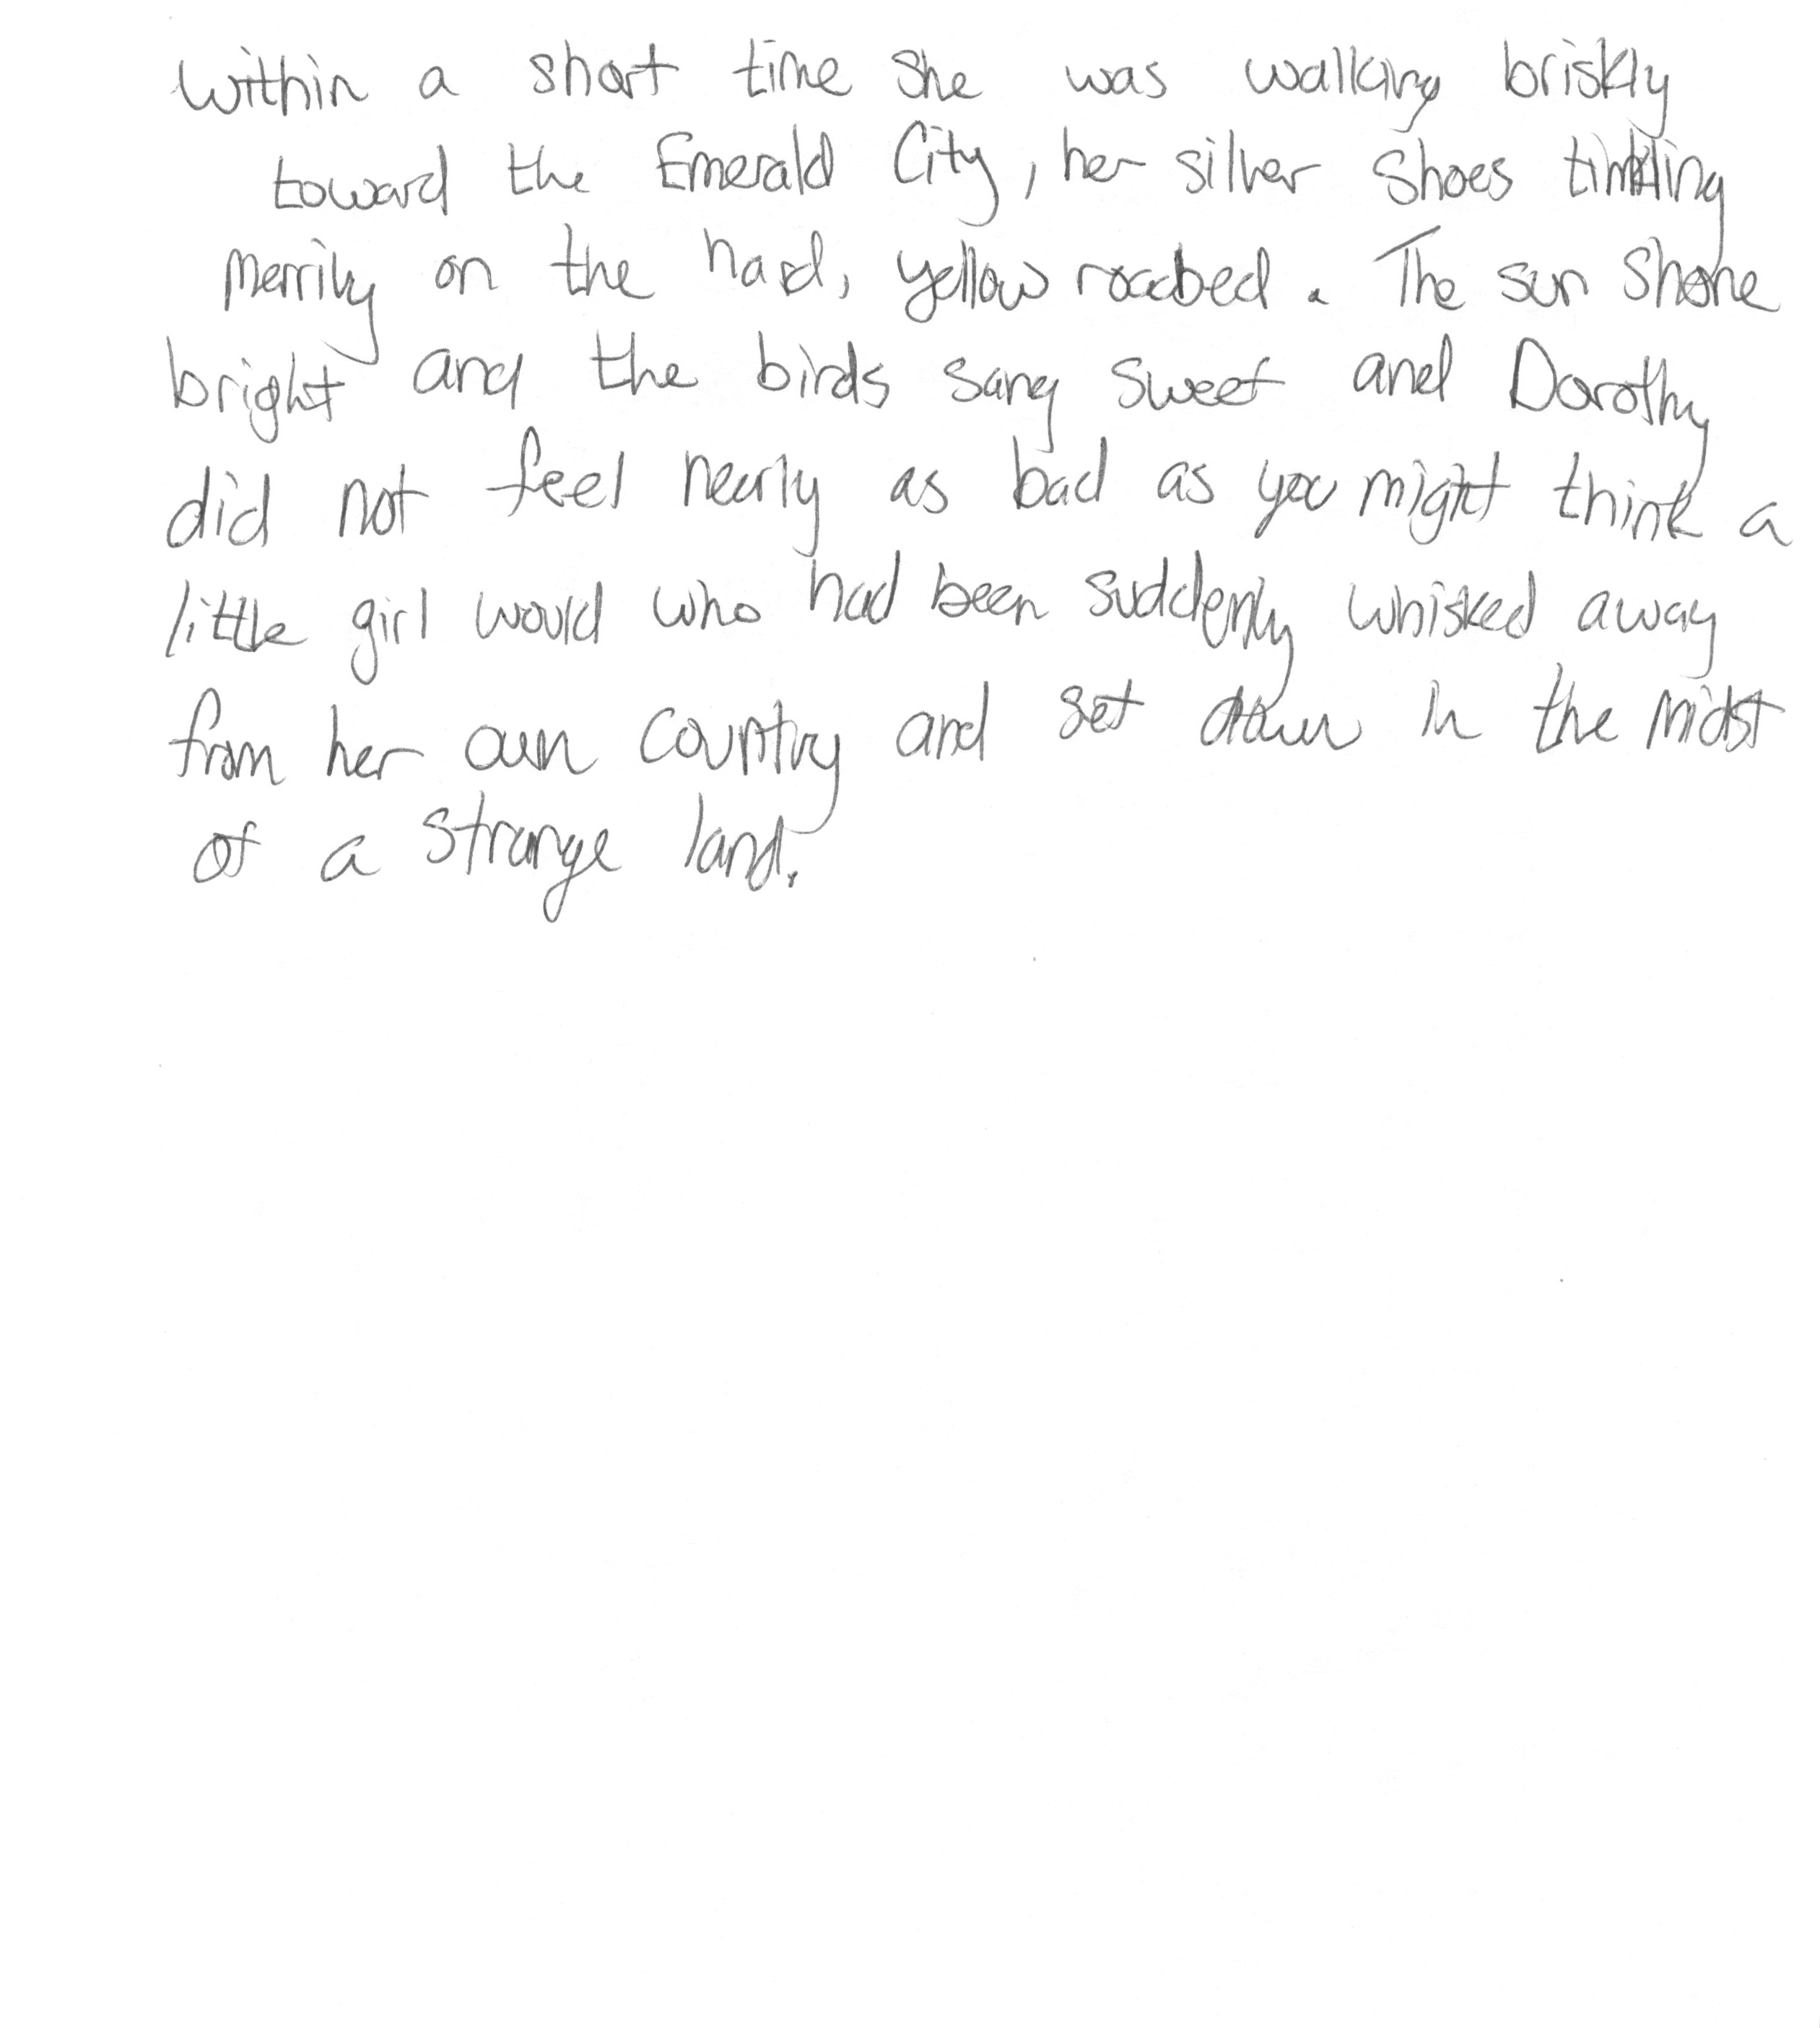 Within a short time she was walking briskly
toward the Emerald City, her silver shoes tinkling
merrily on the hard, yellow roadbed. The sun shone
bright and the birds sang sweet and Dorothy
did not feel nearly as bad as you might think a
little girl would who had been suddenly whisked away
from her own country and set down in the midst
of a strange land.